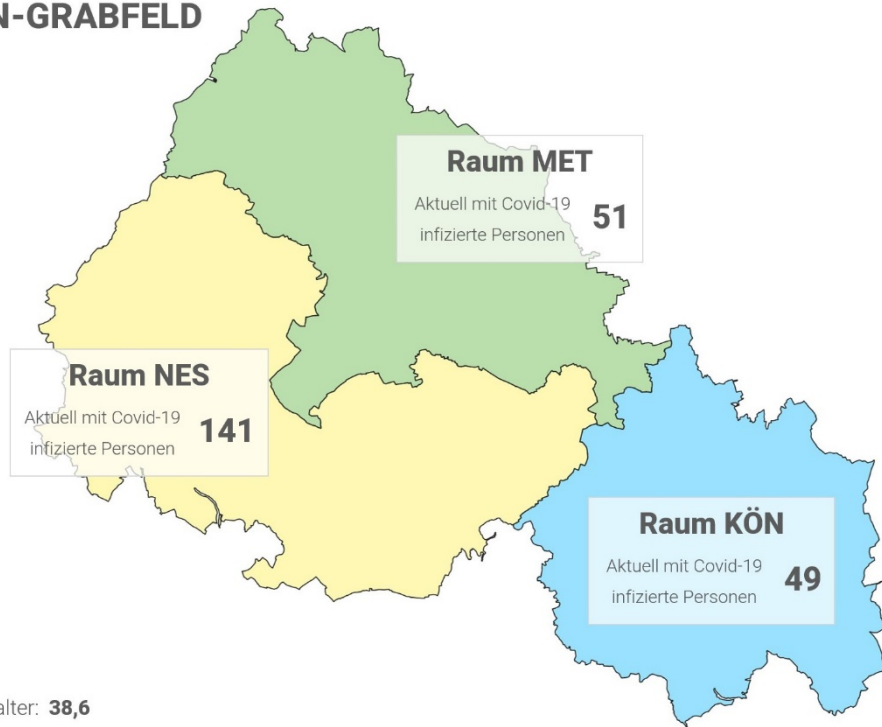 N-GRABFELD
Raum MET
Aktuell mit Covid-19
infizierte Personen
51
Raum NES
Aktuell mit Covid-19
infizierte Personen
141
Raum KÖN
Aktuell mit Covid-19
infizierte Personen
49
alter: 38,6